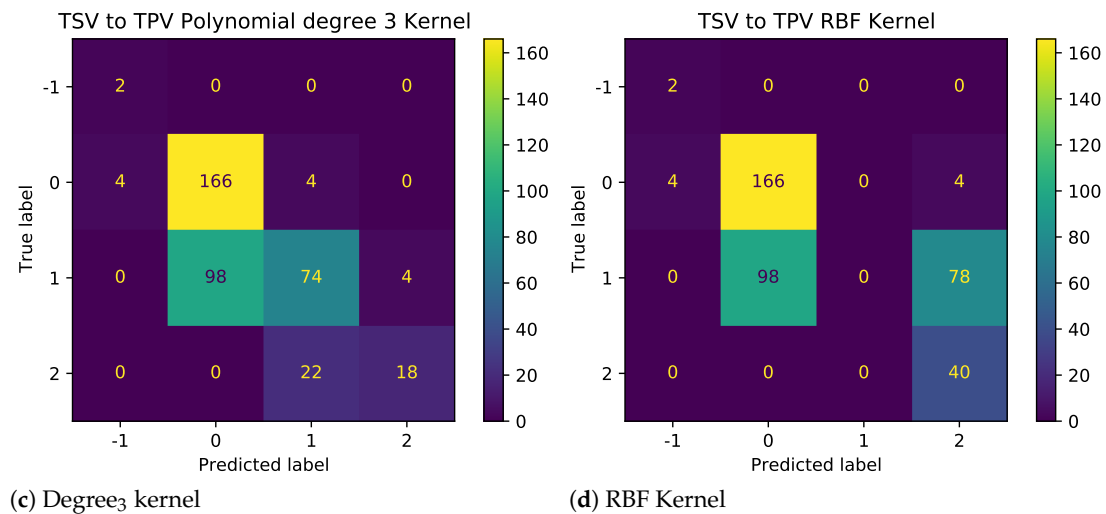 TSV to TPV Polynomial degree 3 Kernel
-1 2 0 0 0
0 4 166 4 0
1 0 98 74 4
2 0 0 22 18
-1 0 1 2
True label
Predicted label
160
140
120
100
80
60
40
20
0
(c) Degree₃ kernel
TSV to TPV RBF Kernel
-1 2 0 0 0
0 4 166 0 4
1 0 98 0 78
2 0 0 0 40
-1 0 1 2
True label
Predicted label
160
140
120
100
80
60
40
20
0
(d) RBF Kernel